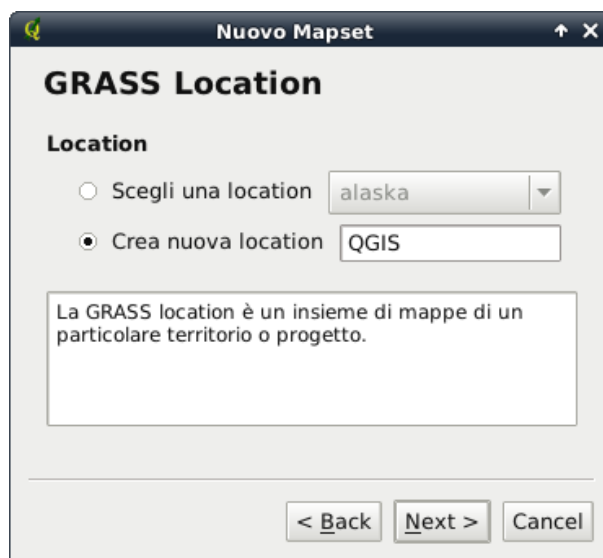 Nuovo Mapset
GRASS Location
Location
Scegli una location alaska
Crea nuova location QGIS
La GRASS location è un insieme di mappe di un
particolare territorio o progetto.
< Back Next > Cancel